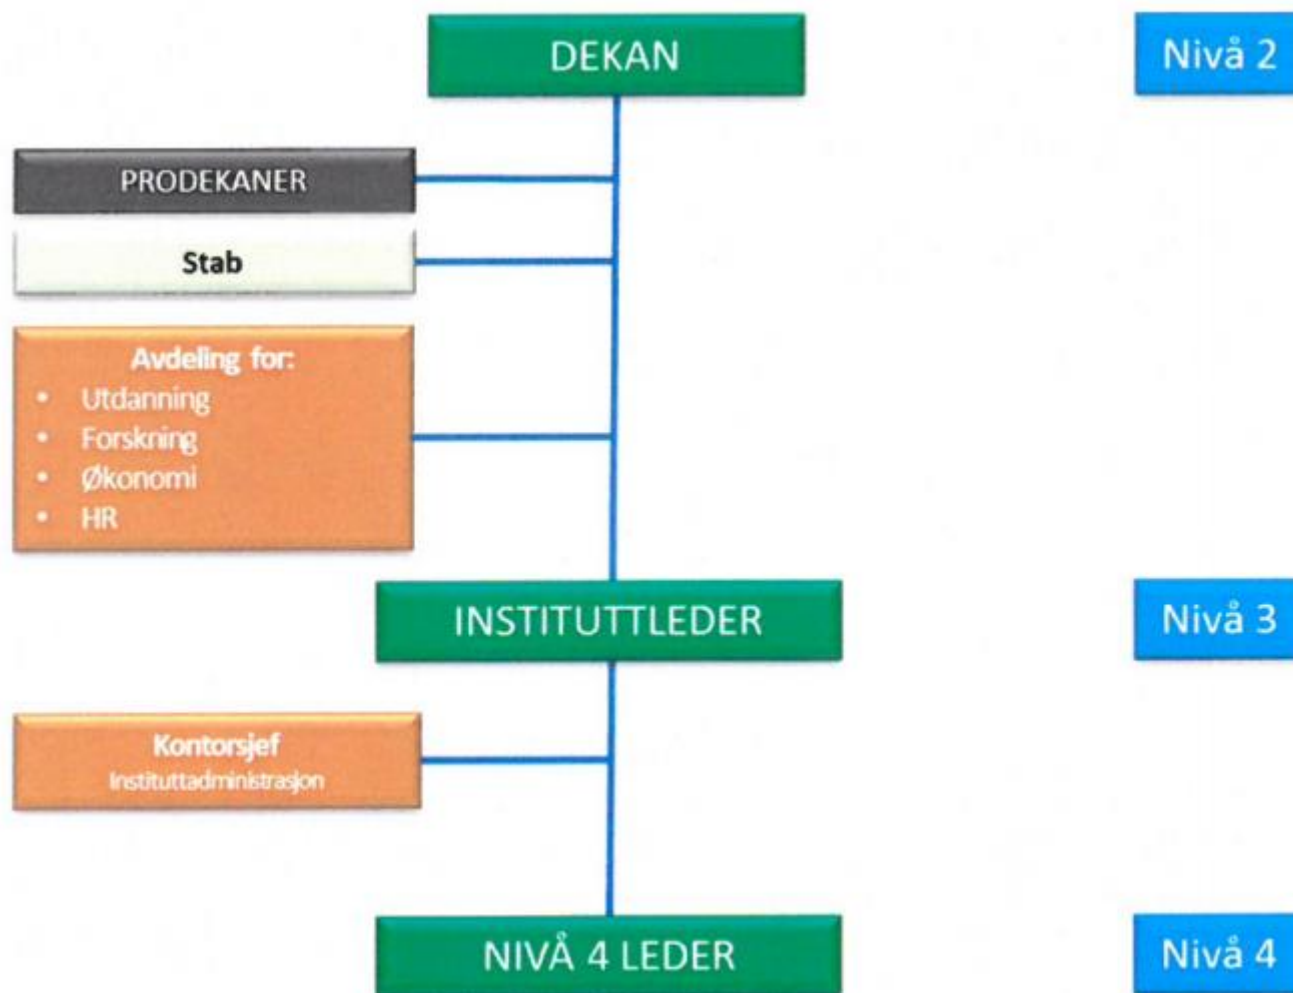 DEKAN
Nivå 2
PRODEKANER
Stab
Avdeling for:
• Utdanning
• Forskning
• Økonomi
• HR
INSTITUTTLEDER
Nivå 3
Kontorsjef
Instituttadministrasjon
NIVÅ 4 LEDER
Nivå 4